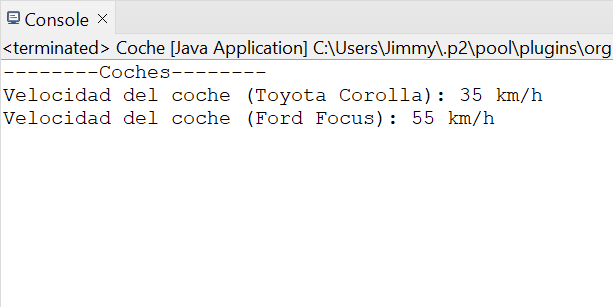 Console
<terminated> Coche [Java Application] C:\Users\Jimmy\.p2\pool\plugins\org
--------Coches--------
Velocidad del coche (Toyota Corolla): 35 km/h
Velocidad del coche (Ford Focus): 55 km/h